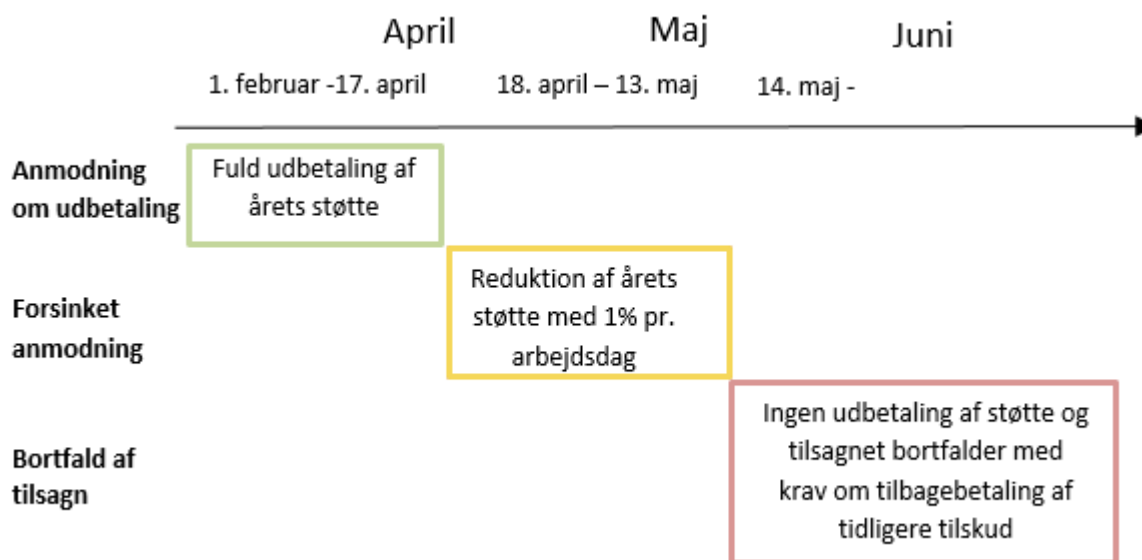 April Maj Juni
1. februar -17. april 18. april – 13. maj 14. maj -
Anmodning
om udbetaling
Fuld udbetaling af
årets støtte
Forsinket
anmodning
Reduktion af årets
støtte med 1% pr.
arbejdsdag
Bortfald af
tilsagn
Ingen udbetaling af støtte og
tilsagnet bortfalder med
krav om tilbagebetaling af
tidligere tilskud